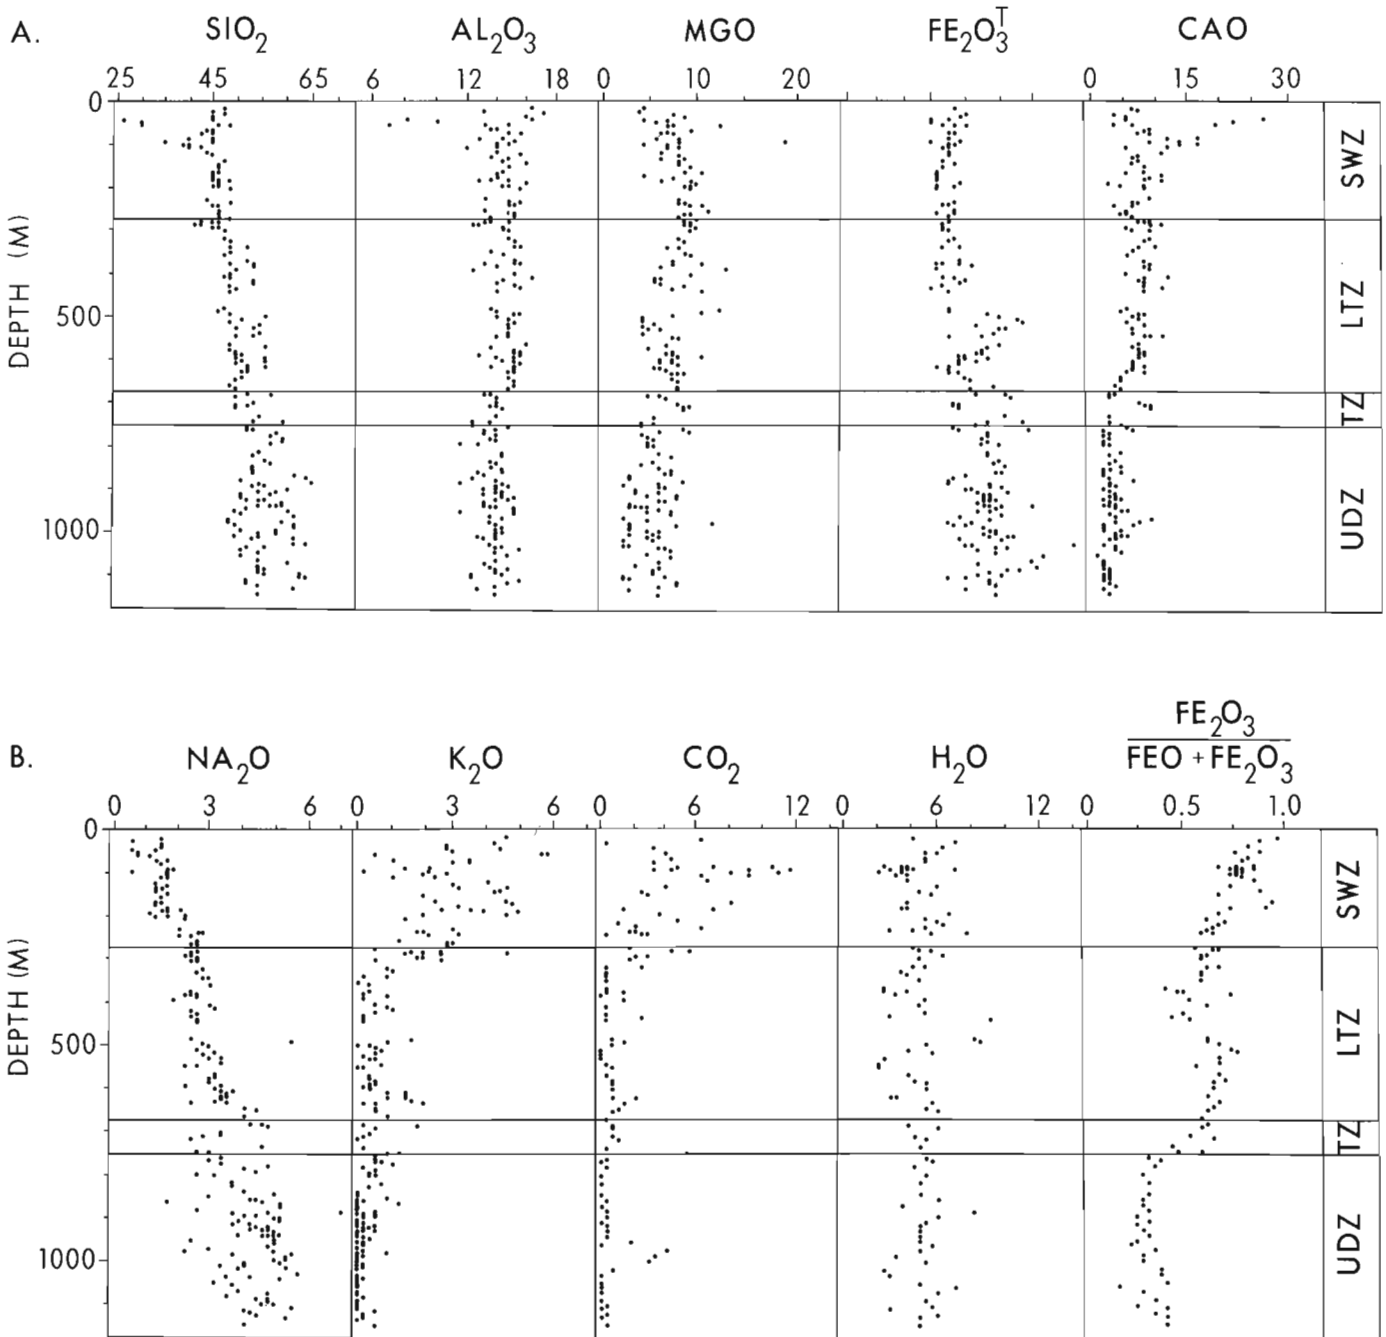 A. SIO2 AL2O3 MGO FE2O3T CAO
25 45 65 6 12 18 0 10 20 0 15 30
0
500
1000
DEPTH (M)
SWZ
LTZ
TZ
UDZ
FE2O3
B. NA2O K2O CO2 H2O FEO + FE2O3
0 3 6 0 3 6 0 6 12 0 6 12 0 0.5 1.0
0
500
1000
DEPTH (M)
SWZ
LTZ
TZ
UDZ